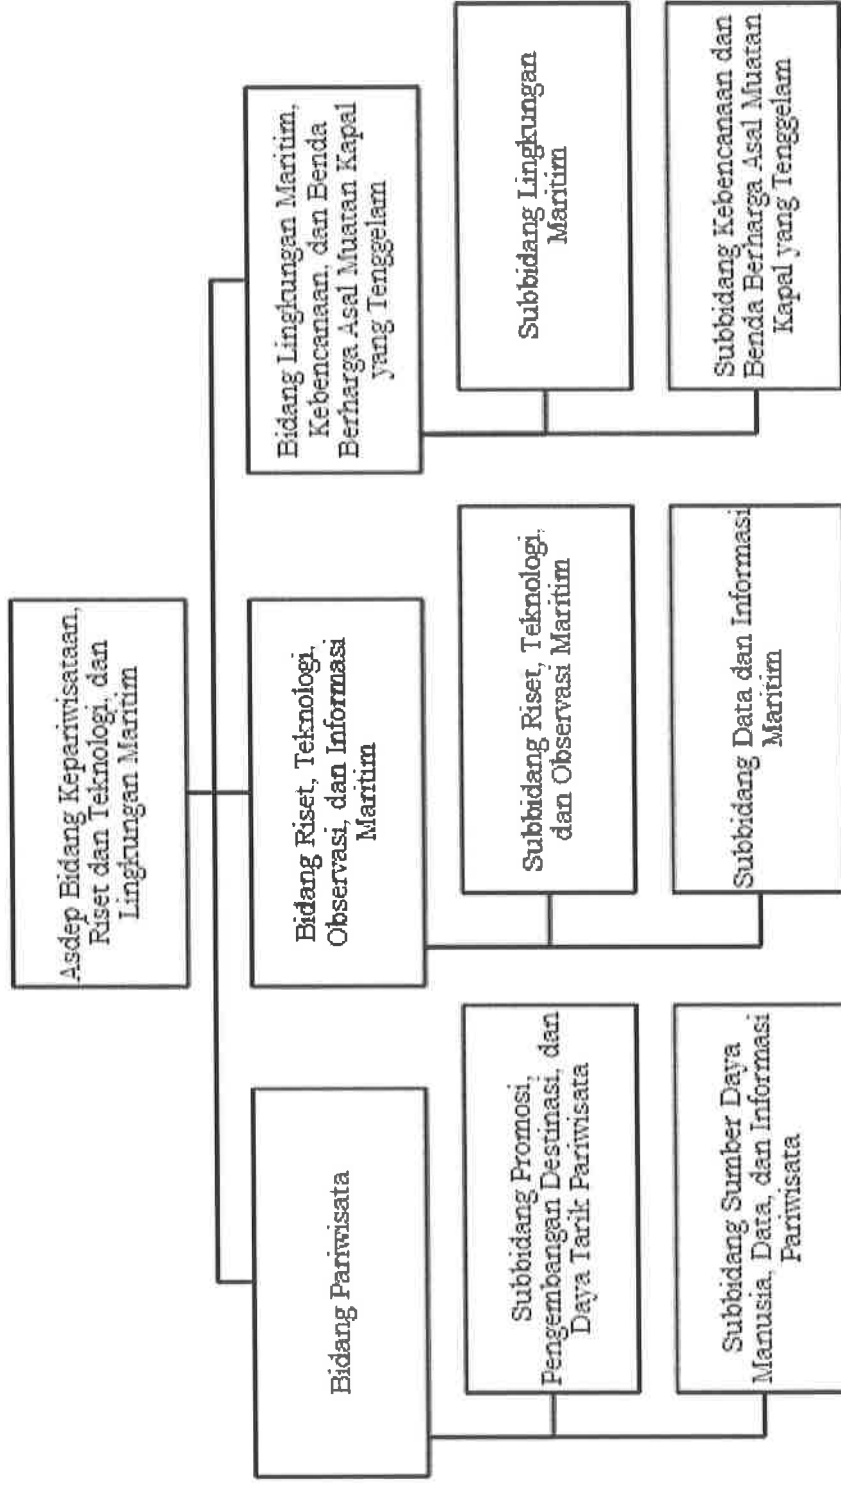 Asdep Bidang Kepariwisataan,
Riset dan Teknologi, dan
Lingkungan Maritim
Bidang Pariwisata
Subbidang Promosi,
Pengembangan Destinasi, dan
Daya Tarik Pariwisata
Subbidang Sumber Daya
Manusia, Data, dan Informasi
Pariwisata
Bidang Riset, Teknologi,
Observasi, dan Informasi
Maritim
Subbidang Riset, Teknologi,
dan Observasi Maritim
Subbidang Data dan Informasi
Maritim
Bidang Lingkungan Maritim,
Kebencanaan, dan Benda
Berharga Asal Muatan Kapal
yang Tenggelam
Subbidang Lingkungan
Maritim
Subbidang Kebencanaan dan
Benda Berharga Asal Muatan
Kapal yang Tenggelam